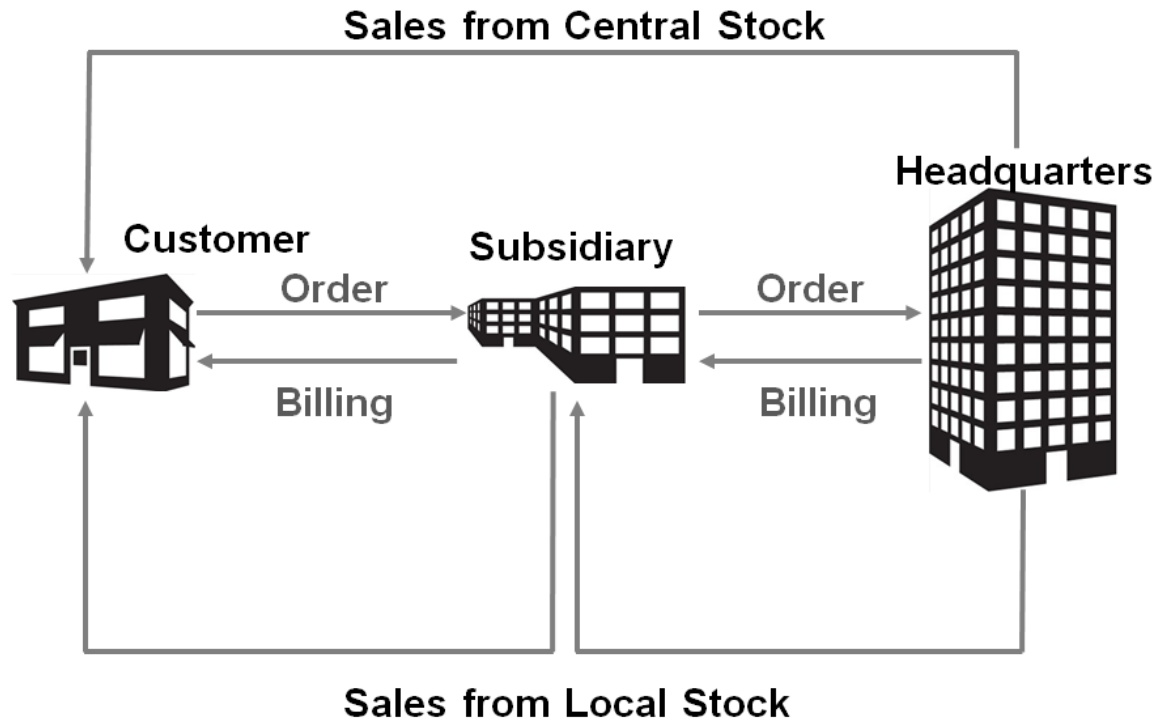 Sales from Central Stock
Headquarters
Customer
Subsidiary
Order
Order
Billing
Billing
Sales from Local Stock